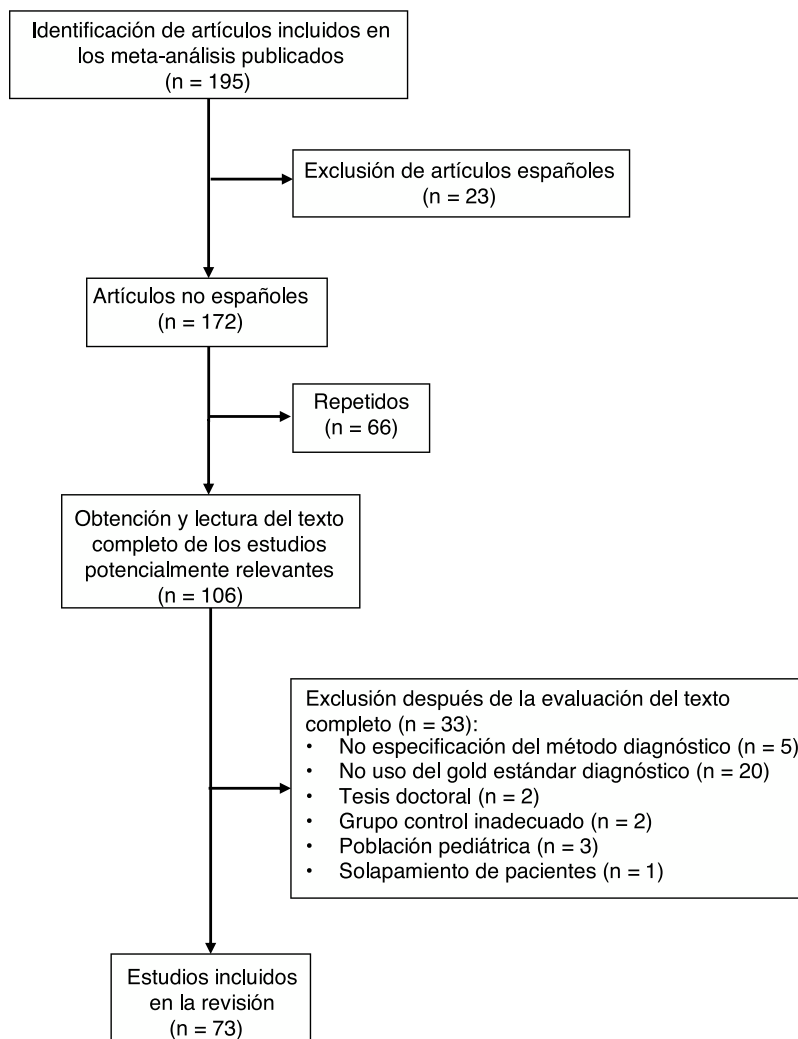 Identificación de artículos incluidos en
los meta-análisis publicados
(n = 195)
Exclusión de artículos españoles
(n = 23)
Artículos no españoles
(n = 172)
Repetidos
(n = 66)
Obtención y lectura del texto
completo de los estudios
potencialmente relevantes
(n = 106)
Exclusión después de la evaluación del texto
completo (n = 33):
• No especificación del método diagnóstico (n = 5)
• No uso del gold estándar diagnóstico (n = 20)
• Tesis doctoral (n = 2)
• Grupo control inadecuado (n = 2)
• Población pediátrica (n = 3)
• Solapamiento de pacientes (n = 1)
Estudios incluidos
en la revisión
(n = 73)